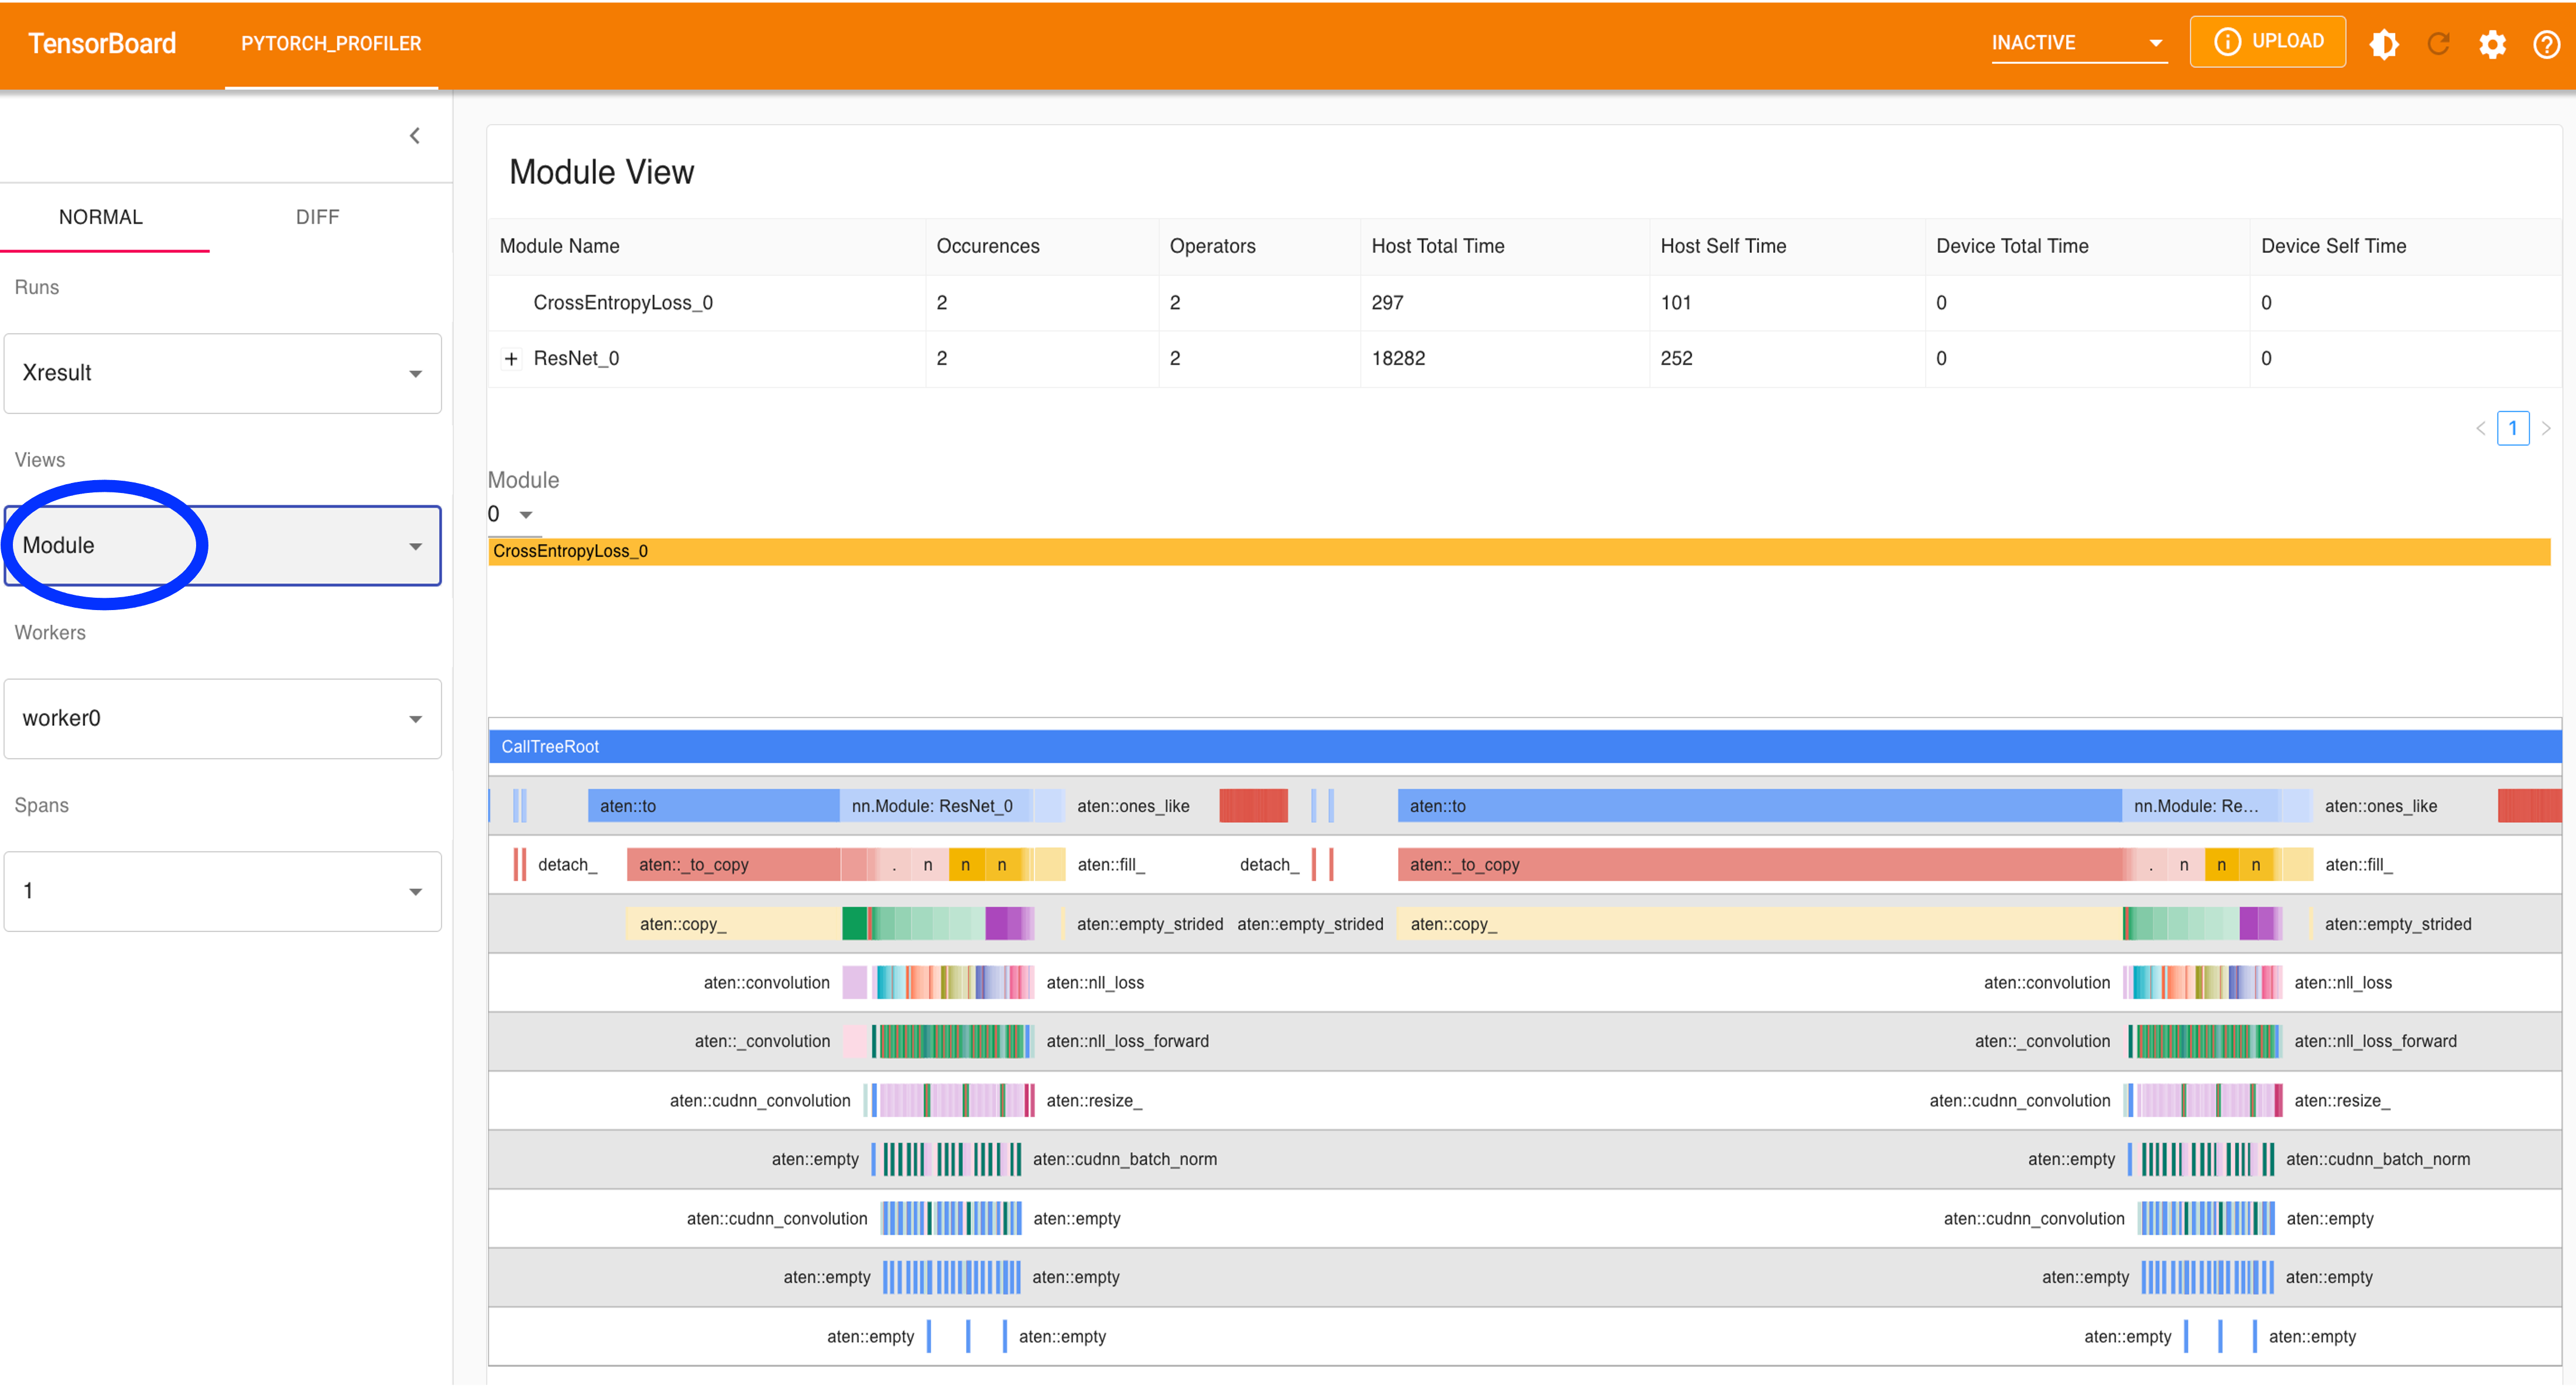 TensorBoard PYTORCH_PROFILER INACTIVE UPLOAD
NORMAL DIFF
Runs
Xresult
Views
Module
Workers
worker0
Spans
1
Module View
Module Name Occurences Operators Host Total Time Host Self Time Device Total Time Device Self Time
CrossEntropyLoss_0 2 2 297 101 0 0
+ ResNet_0 2 2 18282 252 0 0
< 1 >
Module
0
CrossEntropyLoss_0
CallTreeRoot
aten::to nn.Module: ResNet_0 aten::ones_like aten::to nn.Module: Re... aten::ones_like
detach_ aten::_to_copy . n n n aten::fill_ detach_ aten::_to_copy . n n n aten::fill_
aten::copy_ aten::empty_strided aten::empty_strided aten::copy_ aten::empty_strided
aten::convolution aten::nll_loss aten::convolution aten::nll_loss
aten::_convolution aten::nll_loss_forward aten::_convolution aten::nll_loss_forward
aten::cudnn_convolution aten::resize_ aten::cudnn_convolution aten::resize_
aten::empty aten::cudnn_batch_norm aten::empty aten::cudnn_batch_norm
aten::cudnn_convolution aten::empty aten::cudnn_convolution aten::empty
aten::empty aten::empty aten::empty aten::empty
aten::empty aten::empty aten::empty aten::empty